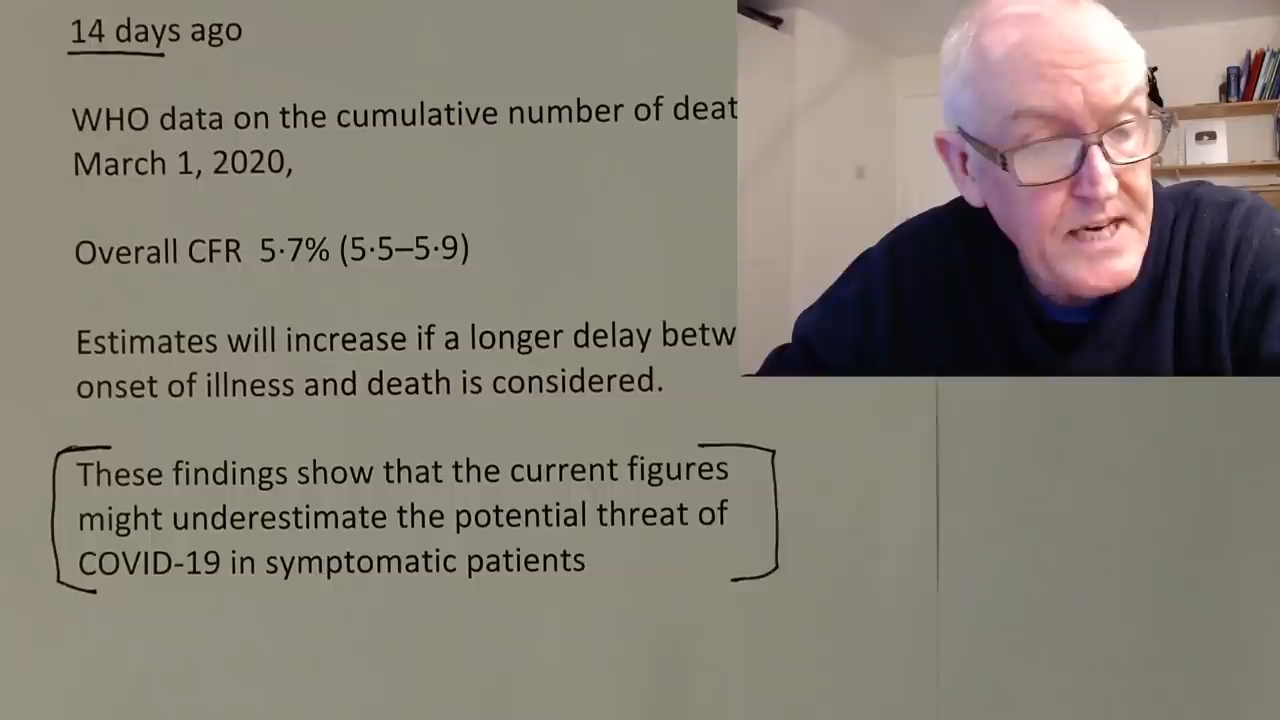 14 days ago
WHO data on the cumulative number of deat
March 1, 2020,
Overall CFR 5·7% (5·5–5·9)
Estimates will increase if a longer delay betw
onset of illness and death is considered.
These findings show that the current figures
might underestimate the potential threat of
COVID-19 in symptomatic patients